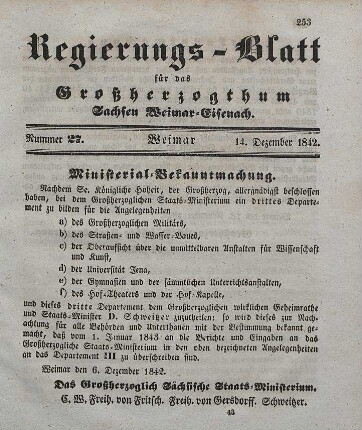 253
Regierungs-Blatt
für das
Großherzogthum
Sachsen Weimar-Eisenach.
Nummer 27. Weimar 14. Dezember 1842.
Ministerial-Bekanntmachung.
Nachdem Se. Königliche Hoheit, der Großherzog, allergnädigst beschlossen
haben, bei dem Großherzoglichen Staats-Ministerium ein drittes Departe-
ment zu bilden für die Angelegenheiten
a) des Großherzoglichen Militärs,
b) des Straßen- und Wasser-Baues,
c) der Oberaufsicht über die unmittelbaren Anstalten für Wissenschaft
und Kunst,
d) der Universität Jena,
e) der Gymnasien und der sämmtlichen Unterrichtsanstalten,
f) des Hof-Theaters und der Hof-Kapelle,
und dieses dritte Departement dem Großherzoglichen wirklichen Geheimrathe
und Staats-Minister D. Schweitzer zuzutheilen: so wird dieses zur Nach-
achtung für alle Behörden und Unterthanen mit der Bestimmung bekannt ge-
macht, daß vom 1. Januar 1843 an die Berichte und Eingaben an das
Großherzogliche Staats-Ministerium in den oben bezeichneten Angelegenheiten
an das Departement III zu überschreiben sind.
Weimar den 6. Dezember 1842.
Das Großherzoglich Sächsische Staats-Ministerium.
C. W. Freih. von Fritsch. Freih. von Gersdorff. Schweitzer.
43